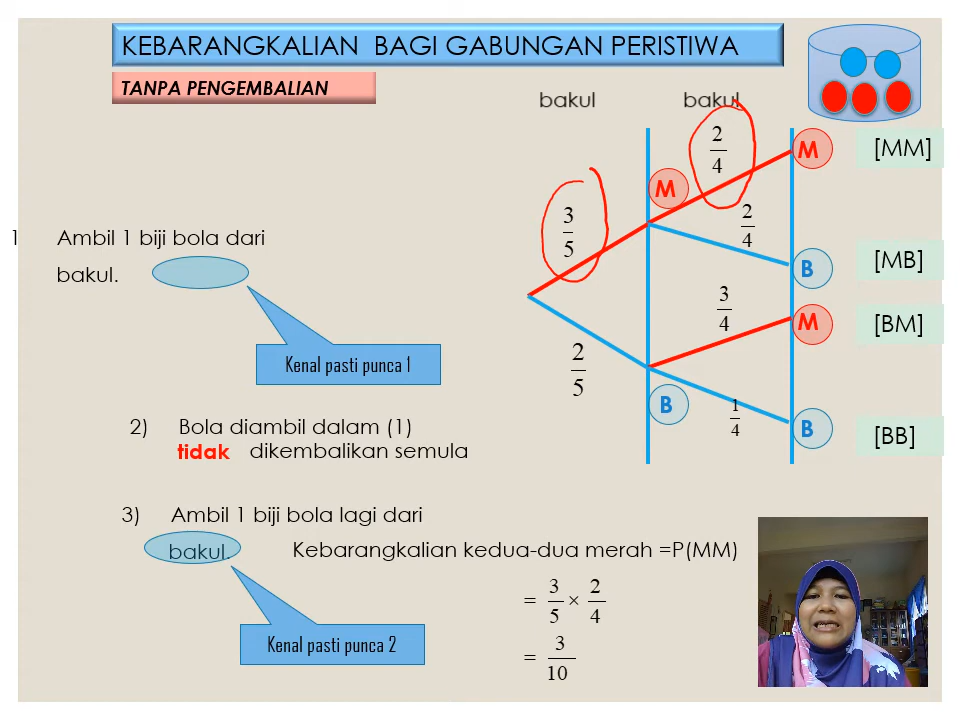 KEBARANGKALIAN BAGI GABUNGAN PERISTIWA
TANPA PENGEMBALIAN
bakul bakul
3/5
2/4
M
M
[MM]
2/4
B
[MB]
3/4
M
[BM]
2/5
B
1/4
B
[BB]
1 Ambil 1 biji bola dari
bakul.
Kenal pasti punca 1
2) Bola diambil dalam (1)
tidak dikembalikan semula
3) Ambil 1 biji bola lagi dari
bakul.
Kenal pasti punca 2
Kebarangkalian kedua-dua merah =P(MM)
= 3/5 × 2/4
= 3/10